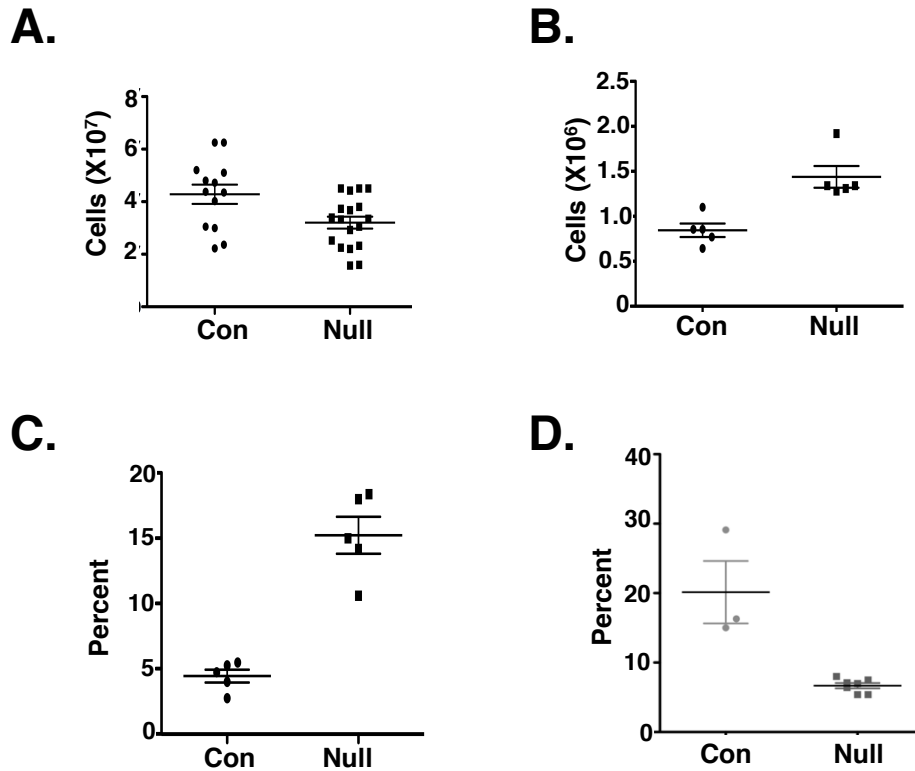 A.
Cells (X10⁷)
8
6
4
2
Con Null
B.
Cells (X10⁶)
2.5
2.0
1.5
1.0
0.5
0
Con Null
C.
Percent
20
15
10
5
0
Con Null
D.
Percent
40
30
20
10
0
Con Null